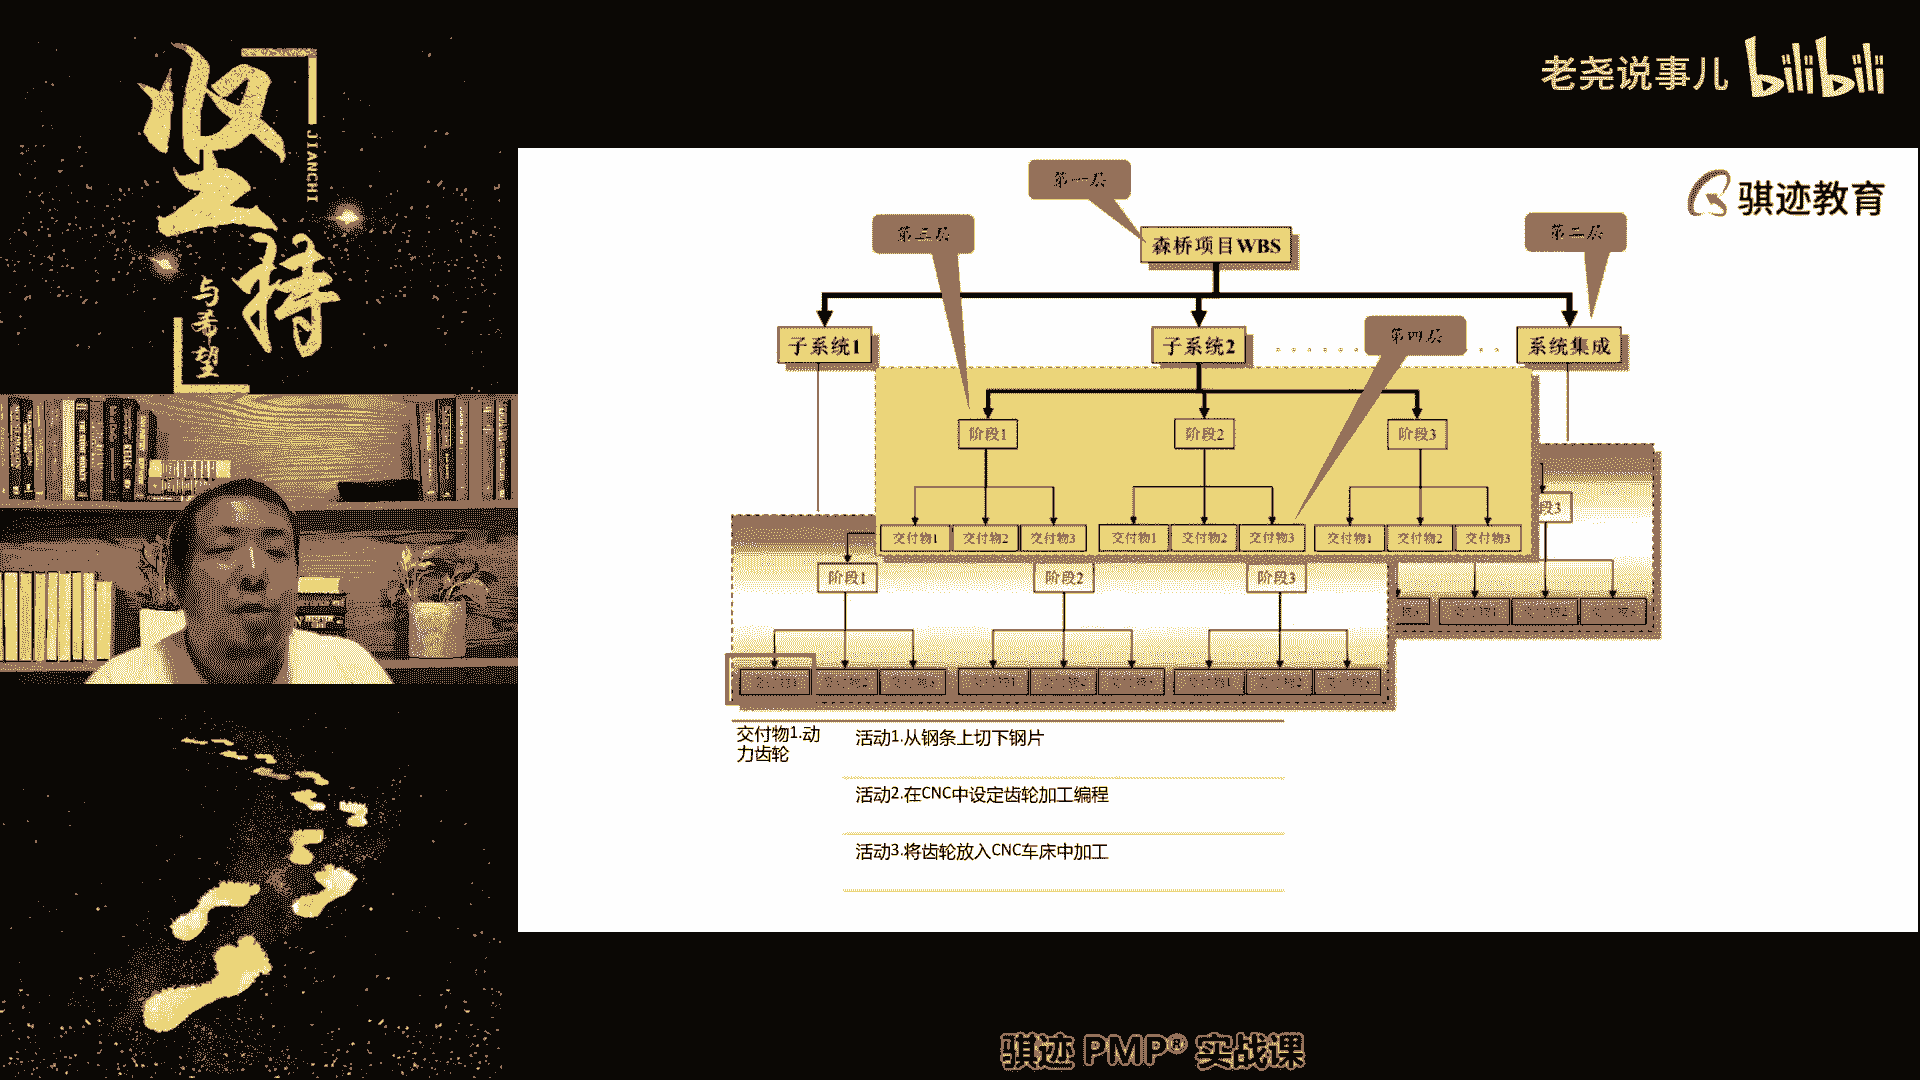 坚持
JIANCHI
与希望
老尧说事儿 bilibili
骐迹教育
第一层
第三层
第二层
森桥项目WBS
子系统1
子系统2
第四层
系统集成
阶段1
阶段2
阶段3
段3
交付物1
交付物2
交付物3
交付物1
交付物2
交付物3
交付物1
交付物2
交付物3
阶段1
阶段2
阶段3
交付物1.动
力齿轮
活动1.从钢条上切下钢片
活动2.在CNC中设定齿轮加工编程
活动3.将齿轮放入CNC车床中加工
骐迹 PMP® 实战课